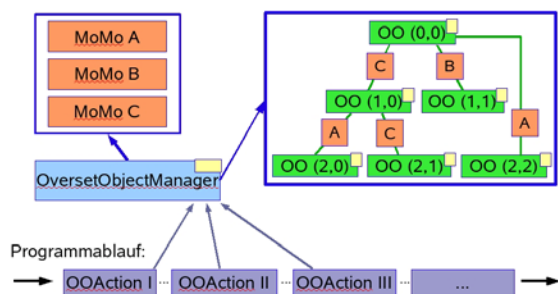 MoMo A
MoMo B
MoMo C
OversetObjectManager
OO (0,0)
C
B
OO (1,0)
OO (1,1)
A
C
A
OO (2,0)
OO (2,1)
OO (2,2)
Programmablauf:
OOAction I ... OOAction II ... OOAction III ... ...